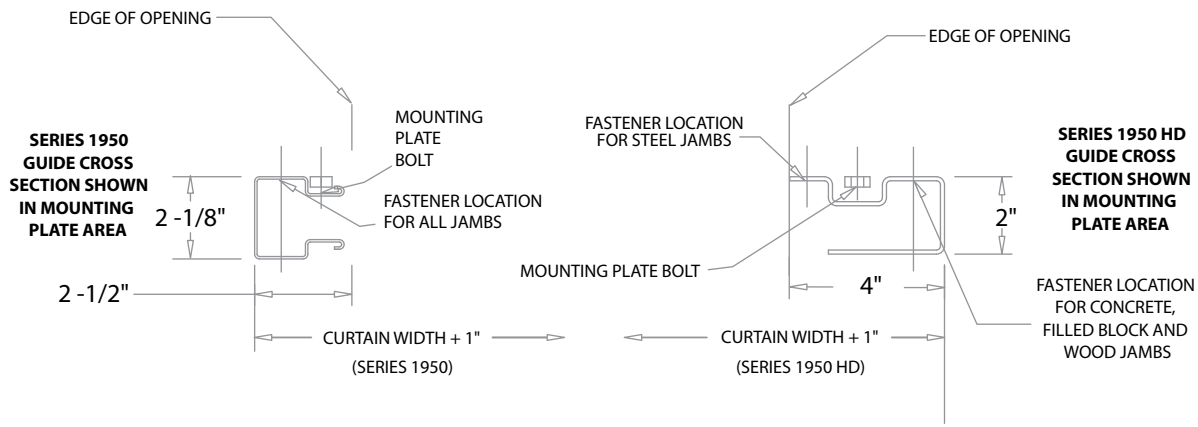 EDGE OF OPENING
MOUNTING
PLATE
BOLT
SERIES 1950
GUIDE CROSS
SECTION SHOWN
IN MOUNTING
PLATE AREA
2 -1/8"
FASTENER LOCATION
FOR ALL JAMBS
2 -1/2"
CURTAIN WIDTH + 1"
(SERIES 1950)
EDGE OF OPENING
FASTENER LOCATION
FOR STEEL JAMBS
SERIES 1950 HD
GUIDE CROSS
SECTION SHOWN
IN MOUNTING
PLATE AREA
2"
MOUNTING PLATE BOLT
4"
FASTENER LOCATION
FOR CONCRETE,
FILLED BLOCK AND
WOOD JAMBS
CURTAIN WIDTH + 1"
(SERIES 1950 HD)